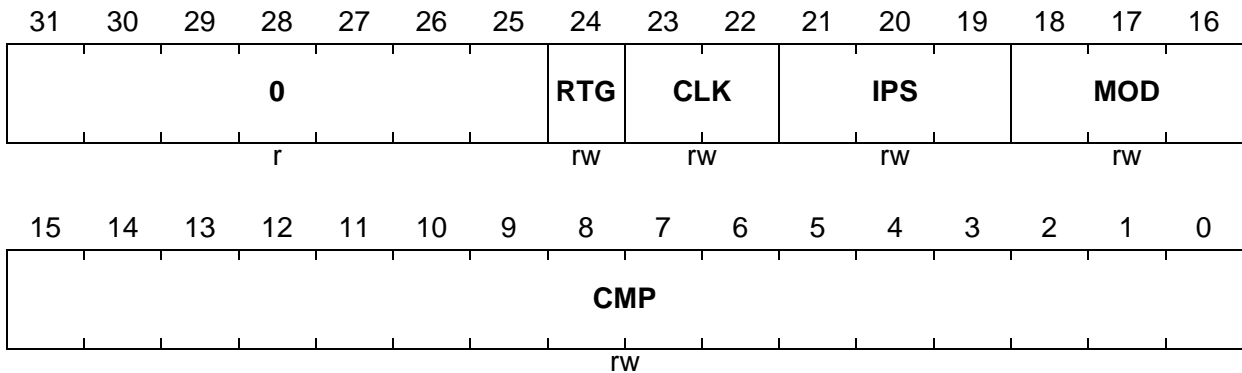 31 30 29 28 27 26 25 24 23 22 21 20 19 18 17 16
0 RTG CLK IPS MOD
r rw rw rw rw
15 14 13 12 11 10 9 8 7 6 5 4 3 2 1 0
CMP
rw